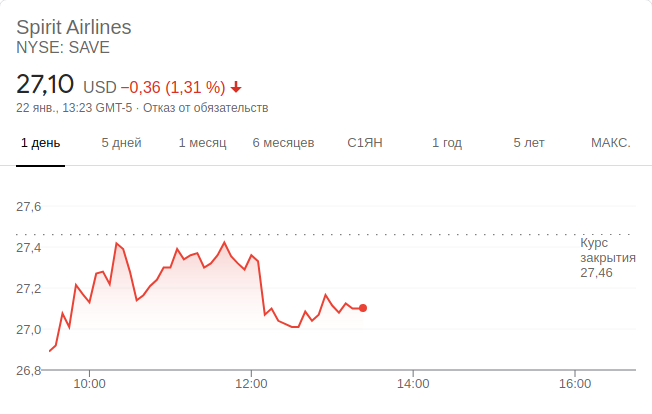 Spirit Airlines
NYSE: SAVE
27,10 USD −0,36 (1,31 %)
22 янв., 13:23 GMT-5 · Отказ от обязательств
1 день 5 дней 1 месяц 6 месяцев С1ЯН 1 год 5 лет МАКС.
27,6
Курс
закрытия
27,46
27,4
27,2
27,0
26,8
10:00 12:00 14:00 16:00